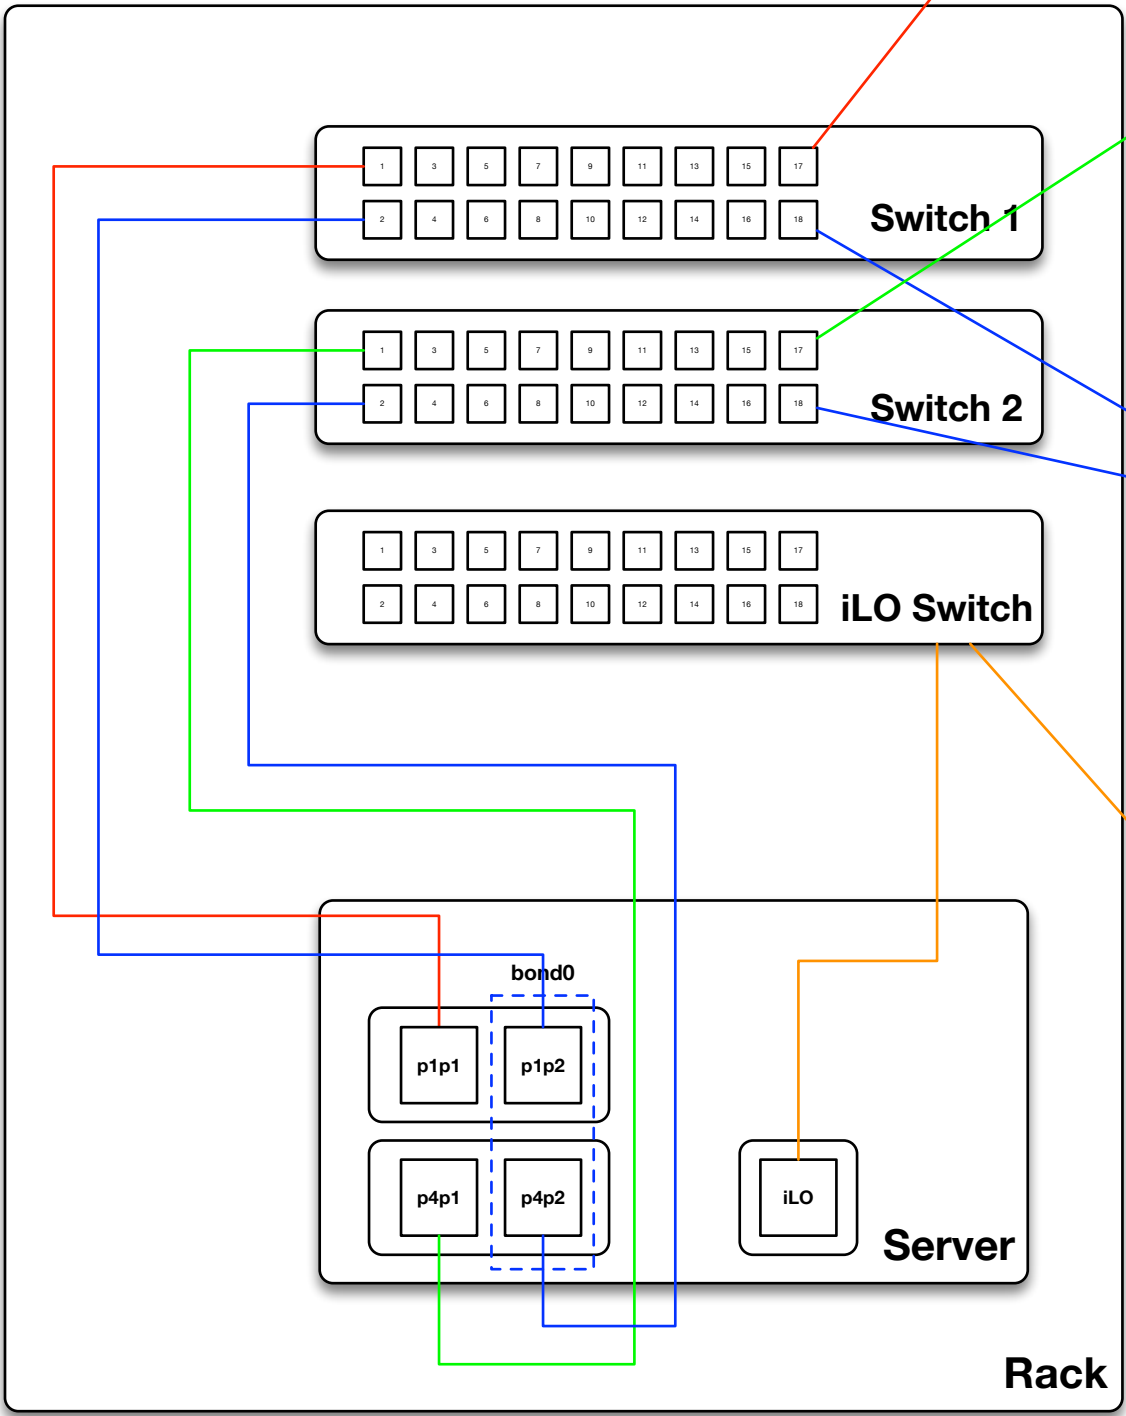 1 3 5 7 9 11 13 15 17
2 4 6 8 10 12 14 16 18
Switch 1
1 3 5 7 9 11 13 15 17
2 4 6 8 10 12 14 16 18
Switch 2
1 3 5 7 9 11 13 15 17
2 4 6 8 10 12 14 16 18
iLO Switch
bond0
p1p1 p1p2
p4p1 p4p2
iLO
Server
Rack